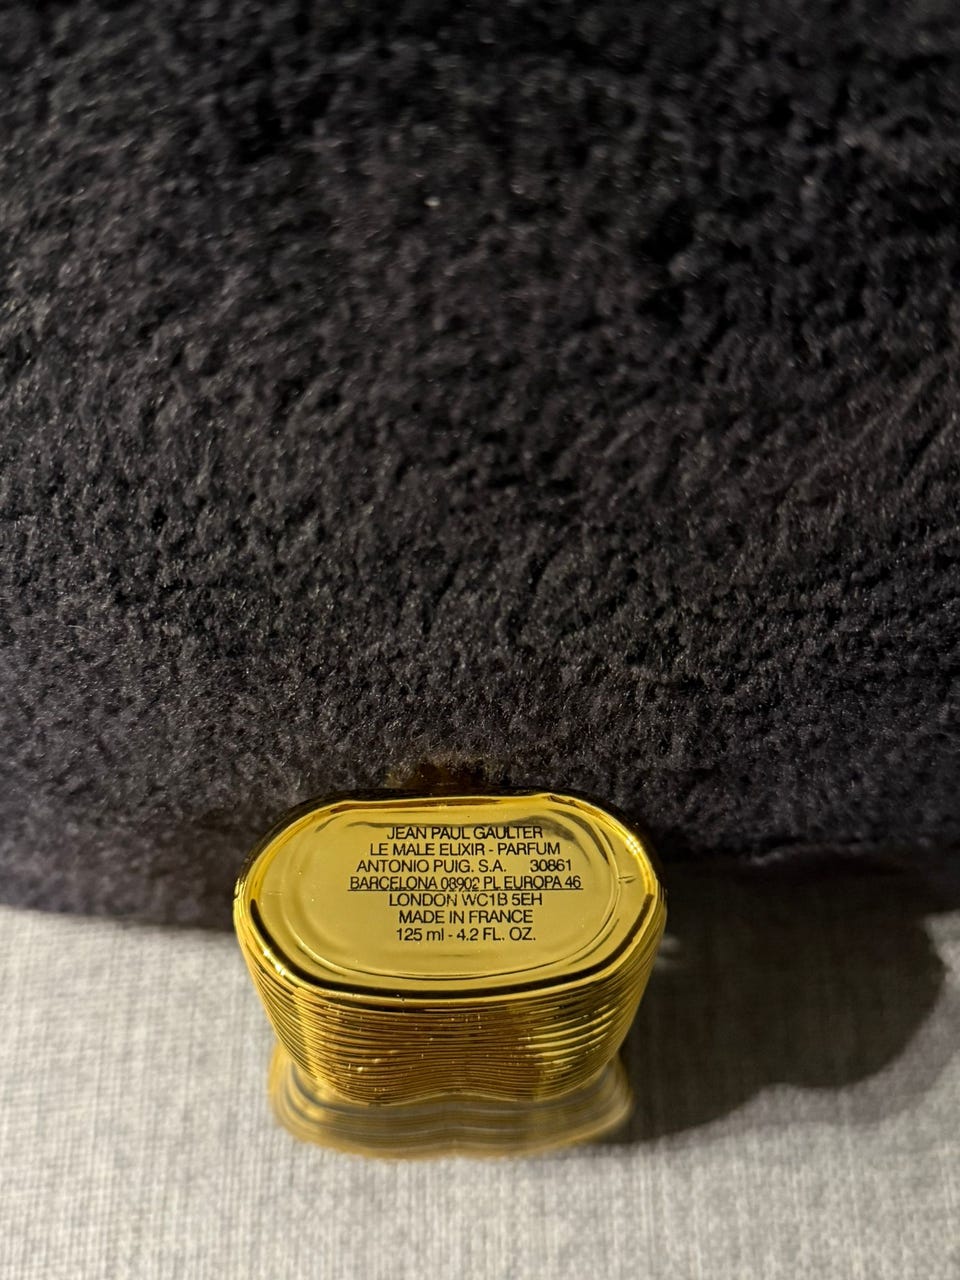 JEAN PAUL GAULTER
LE MALE ELIXIR - PARFUM
ANTONIO PUIG. S.A. 30861
BARCELONA 08902 PL EUROPA 46
LONDON WC1B 5EH
MADE IN FRANCE
125 ml - 4.2 FL. OZ.